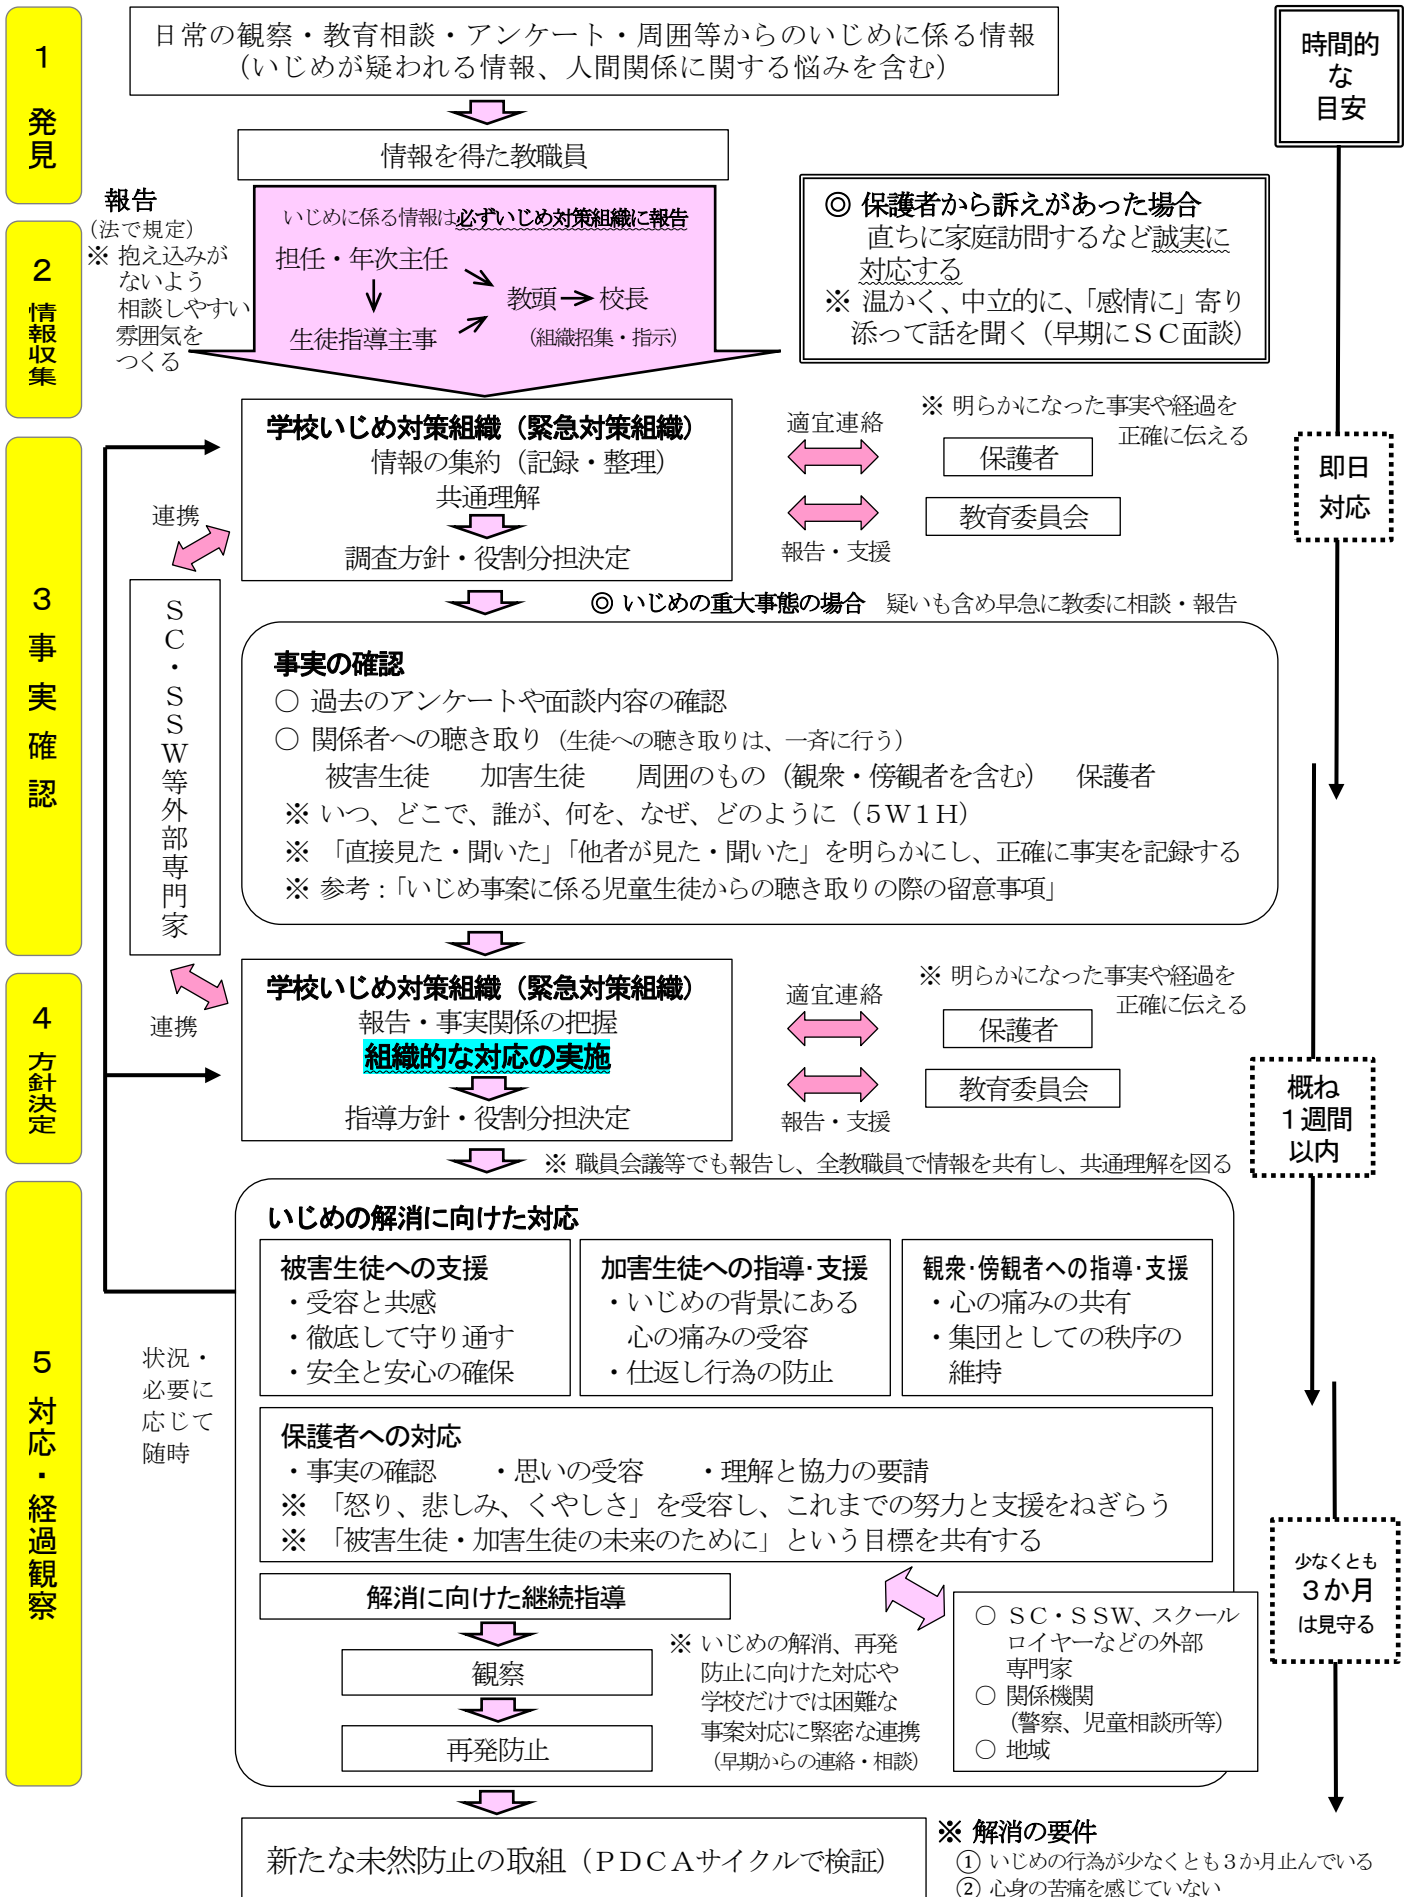 1
発見
日常の観察・教育相談・アンケート・周囲等からのいじめに係る情報
（いじめが疑われる情報、人間関係に関する悩みを含む）
時間的
な
目安
情報を得た教職員
報告
（法で規定）
※ 抱え込みが
ないよう
相談しやすい
雰囲気を
つくる
2
情報収集
いじめに係る情報は必ずいじめ対策組織に報告
担任・年次主任
生徒指導主事
教頭→校長
（組織招集・指示）
◎ 保護者から訴えがあった場合
直ちに家庭訪問するなど誠実に
対応する
※ 温かく、中立的に、「感情に」寄り
添って話を聞く（早期にＳＣ面談）
3
事実確認
学校いじめ対策組織（緊急対策組織）
情報の集約（記録・整理）
共通理解
調査方針・役割分担決定
適宜連絡
※ 明らかになった事実や経過を
正確に伝える
保護者
教育委員会
報告・支援
即日
対応
連携
ＳＣ・ＳＳＷ等外部専門家
◎ いじめの重大事態の場合　疑いも含め早急に教委に相談・報告
事実の確認
○ 過去のアンケートや面談内容の確認
○ 関係者への聴き取り（生徒への聴き取りは、一斉に行う）
被害生徒　加害生徒　周囲のもの（観衆・傍観者を含む）　保護者
※ いつ、どこで、誰が、何を、なぜ、どのように（５Ｗ１Ｈ）
※ 「直接見た・聞いた」「他者が見た・聞いた」を明らかにし、正確に事実を記録する
※ 参考：「いじめ事案に係る児童生徒からの聴き取りの際の留意事項」
連携
4
方針決定
学校いじめ対策組織（緊急対策組織）
報告・事実関係の把握
組織的な対応の実施
指導方針・役割分担決定
適宜連絡
※ 明らかになった事実や経過を
正確に伝える
保護者
教育委員会
報告・支援
概ね
１週間
以内
※ 職員会議等でも報告し、全教職員で情報を共有し、共通理解を図る
5
対応・経過観察
状況・
必要に
応じて
随時
いじめの解消に向けた対応
被害生徒への支援
・受容と共感
・徹底して守り通す
・安全と安心の確保
加害生徒への指導・支援
・いじめの背景にある
心の痛みの受容
・仕返し行為の防止
観衆・傍観者への指導・支援
・心の痛みの共有
・集団としての秩序の
維持
保護者への対応
・事実の確認　・思いの受容　・理解と協力の要請
※ 「怒り、悲しみ、くやしさ」を受容し、これまでの努力と支援をねぎらう
※ 「被害生徒・加害生徒の未来のために」という目標を共有する
解消に向けた継続指導
観察
再発防止
※ いじめの解消、再発
防止に向けた対応や
学校だけでは困難な
事案対応に緊密な連携
（早期からの連絡・相談）
○ ＳＣ・ＳＳＷ、スクール
ロイヤーなどの外部
専門家
○ 関係機関
（警察、児童相談所等）
○ 地域
少なくとも
３か月
は見守る
新たな未然防止の取組（ＰＤＣＡサイクルで検証）
※ 解消の要件
① いじめの行為が少なくとも３か月止んでいる
② 心身の苦痛を感じていない